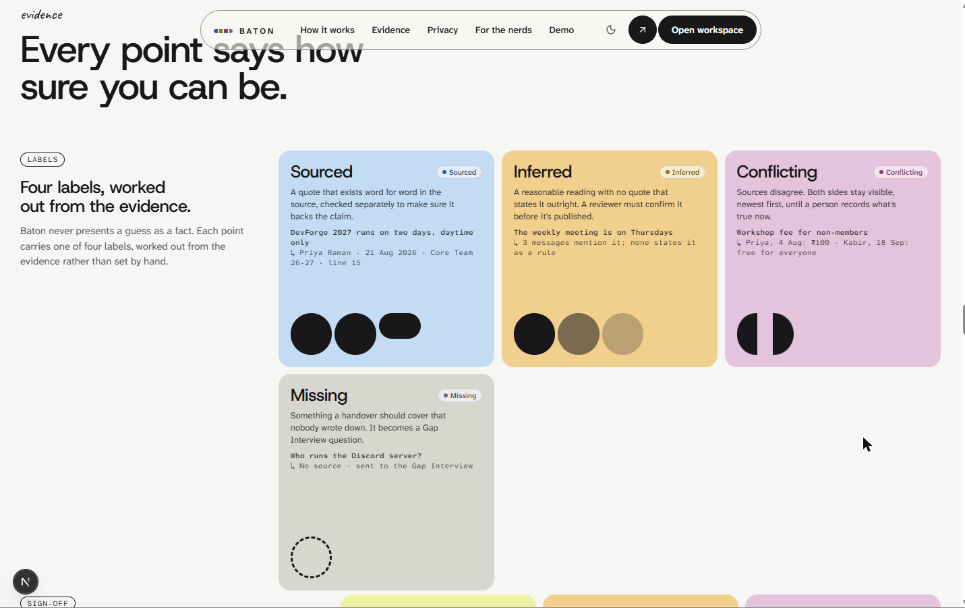 evidence
BATON
How it works
Evidence
Privacy
For the nerds
Demo
Open workspace
Every point says how
sure you can be.
LABELS
Four labels, worked
out from the evidence.
Baton never presents a guess as a fact. Each point
carries one of four labels, worked out from the
evidence rather than set by hand.
Sourced
Sourced
A quote that exists word for word in the
source, checked separately to make sure it
backs the claim.
DevForge 2027 runs on two days, daytime
only
↳ Priya Raman · 21 Aug 2026 · Core Team
26-27 · line 15
Inferred
Inferred
A reasonable reading with no quote that
states it outright. A reviewer must confirm it
before it's published.
The weekly meeting is on Thursdays
↳ 3 messages mention it; none states it
as a rule
Conflicting
Conflicting
Sources disagree. Both sides stay visible,
newest first, until a person records what's
true now.
Workshop fee for non-members
↳ Priya, 4 Aug: ₹100 · Kabir, 18 Sep:
free for everyone
Missing
Missing
Something a handover should cover that
nobody wrote down. It becomes a Gap
Interview question.
Who runs the Discord server?
↳ No source · sent to the Gap Interview
N
SIGN-OFF